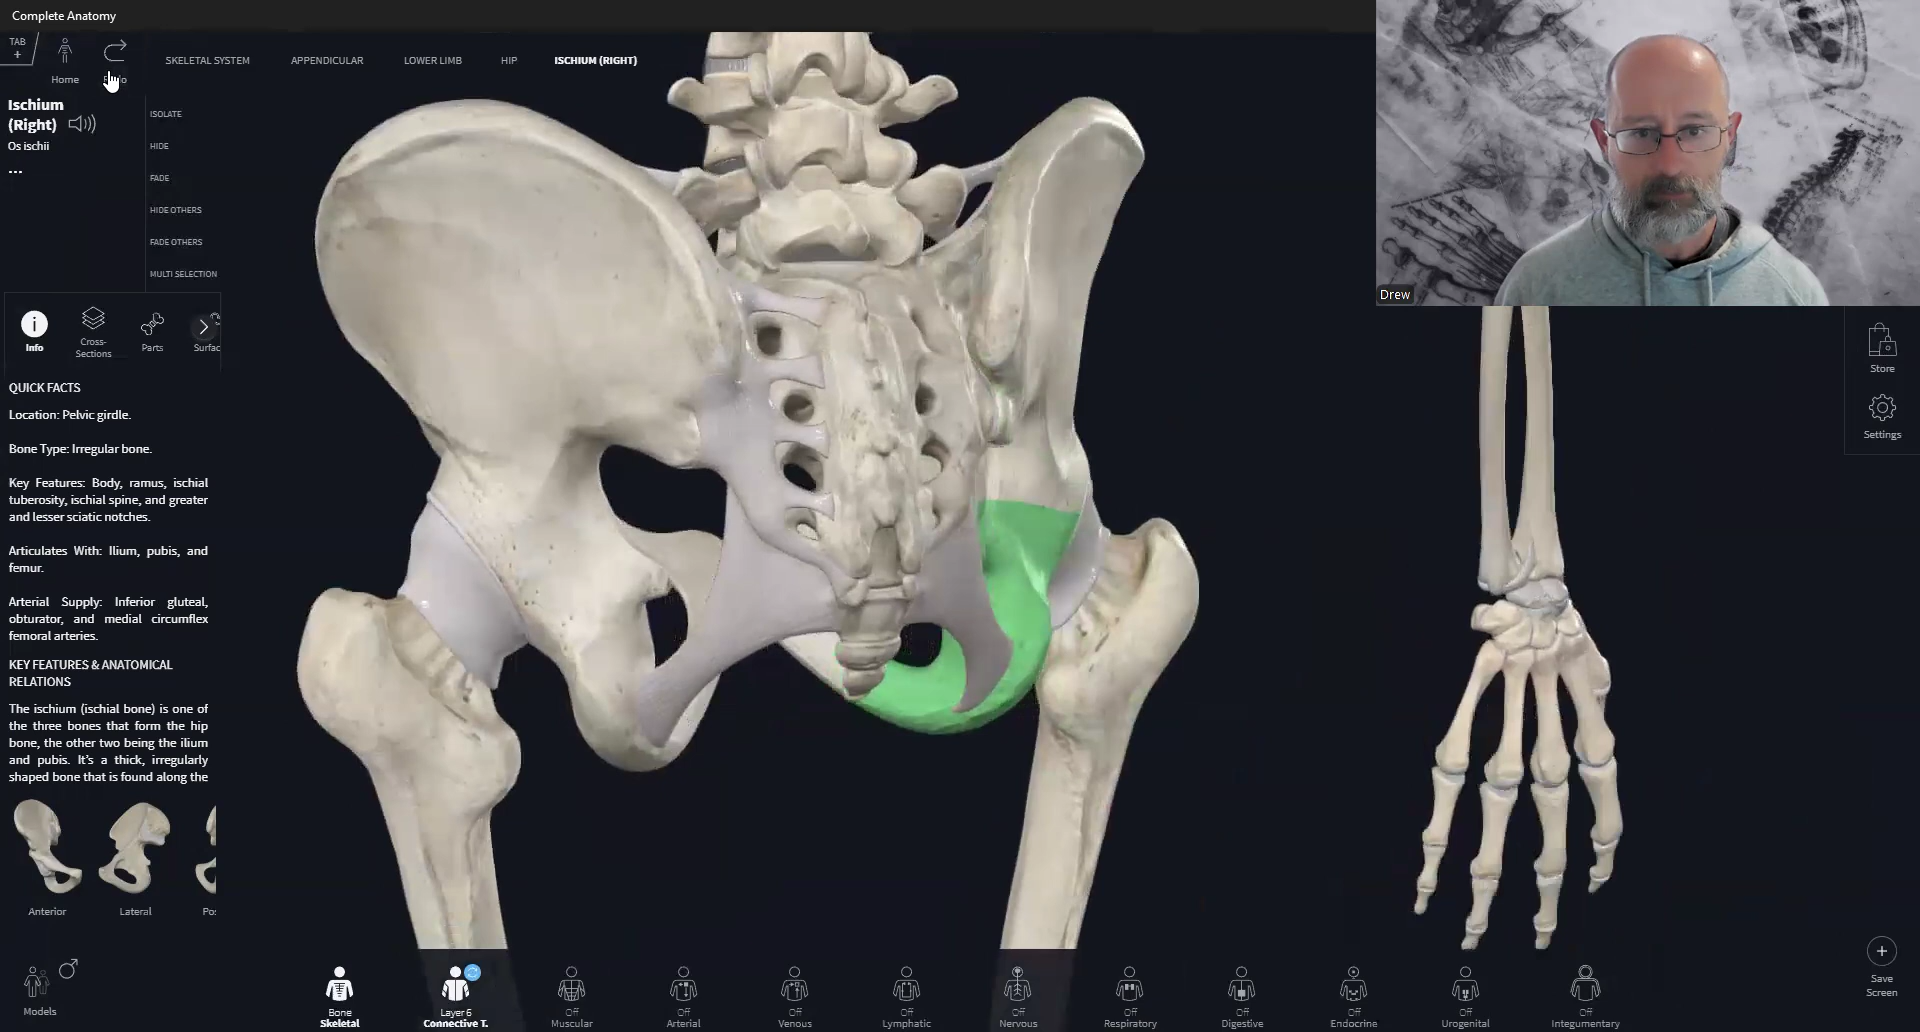 Complete Anatomy
TAB
+
Home
SKELETAL SYSTEM
APPENDICULAR
LOWER LIMB
HIP
ISCHIUM (RIGHT)
Ischium
(Right)
Os ischii
...
ISOLATE
HIDE
FADE
HIDE OTHERS
FADE OTHERS
MULTI SELECTION
Info
Cross-
Sections
Parts
Surfac
QUICK FACTS
Location: Pelvic girdle.
Bone Type: Irregular bone.
Key Features: Body, ramus, ischial
tuberosity, ischial spine, and greater
and lesser sciatic notches.
Articulates With: Ilium, pubis, and
femur.
Arterial Supply: Inferior gluteal,
obturator, and medial circumflex
femoral arteries.
KEY FEATURES & ANATOMICAL
RELATIONS
The ischium (ischial bone) is one of
the three bones that form the hip
bone, the other two being the ilium
and pubis. It's a thick, irregularly
shaped bone that is found along the
Anterior
Lateral
Pos
Models
Drew
Store
Settings
Save
Screen
Bone
Skeletal
Layer 6
Connective T.
Off
Muscular
Off
Arterial
Off
Venous
Off
Lymphatic
Off
Nervous
Off
Respiratory
Off
Digestive
Off
Endocrine
Off
Urogenital
Off
Integumentary